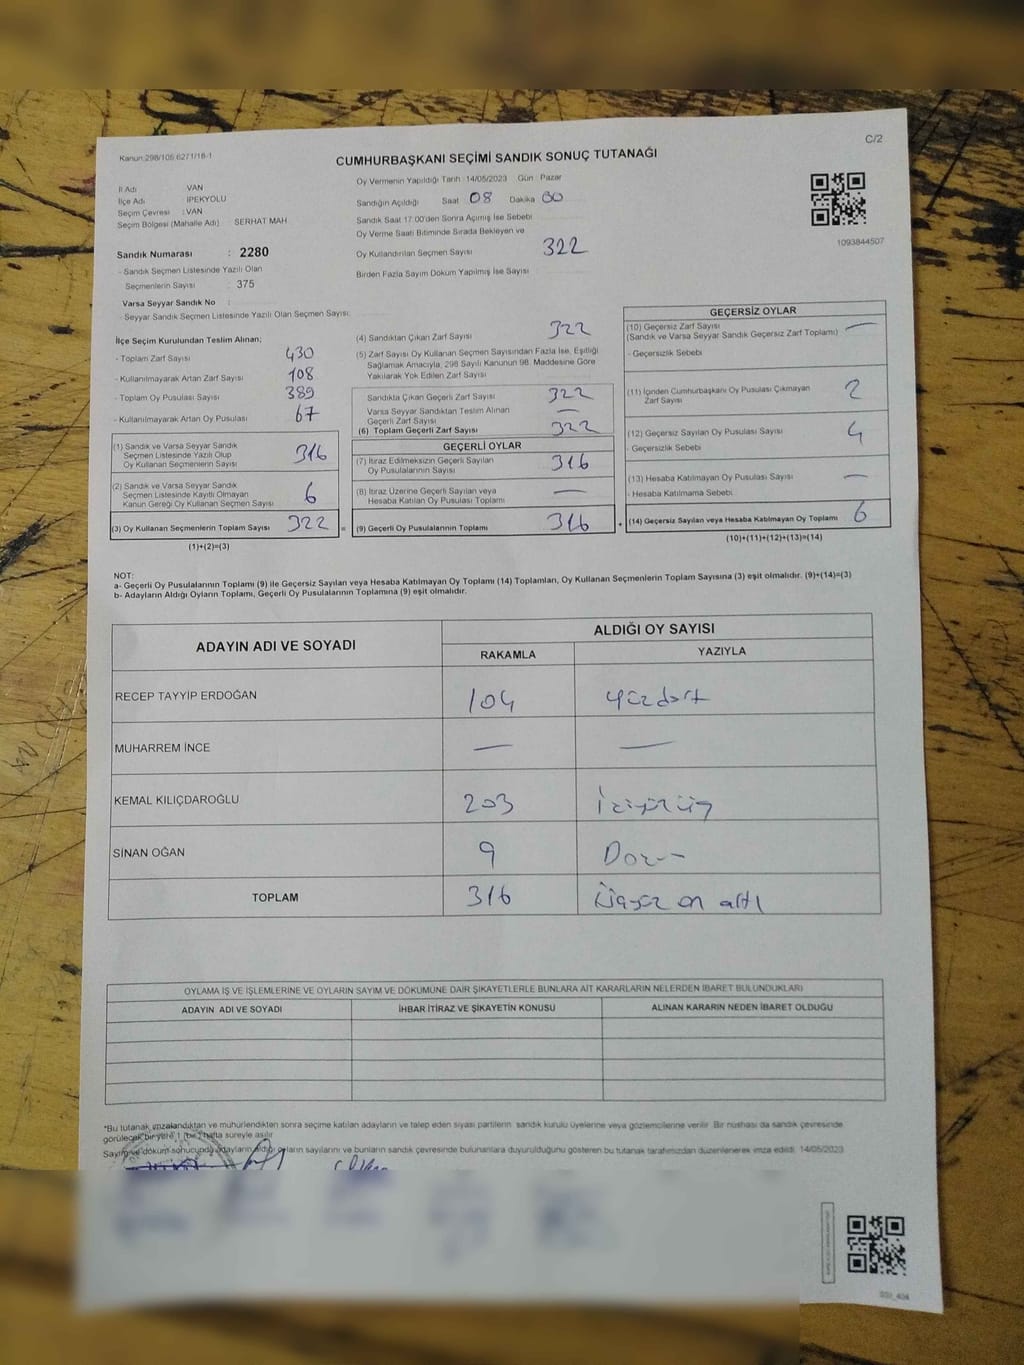 Kanun:298/105 6271/18-1
C/2
CUMHURBAŞKANI SEÇİMİ SANDIK SONUÇ TUTANAĞI
İl Adı VAN
İlçe Adı İPEKYOLU
Seçim Çevresi : VAN
Seçim Bölgesi (Mahalle Adı) SERHAT MAH
Sandık Numarası : 2280
- Sandık Seçmen Listesinde Yazılı Olan
Seçmenlerin Sayısı : 375
Varsa Seyyar Sandık No :
- Seyyar Sandık Seçmen Listesinde Yazılı Olan Seçmen Sayısı:
Oy Vermenin Yapıldığı Tarih :14/05/2023 Gün : Pazar
Sandığın Açıldığı Saat 08 Dakika 00
Sandık Saat 17:00'den Sonra Açılmış İse Sebebi
Oy Verme Saati Bitiminde Sırada Bekleyen ve
Oy Kullandırılan Seçmen Sayısı 322
Birden Fazla Sayım Döküm Yapılmış İse Sayısı
1093844507
İlçe Seçim Kurulundan Teslim Alınan;
- Toplam Zarf Sayısı 430
- Kullanılmayarak Artan Zarf Sayısı 108
- Toplam Oy Pusulası Sayısı 389
- Kullanılmayarak Artan Oy Pusulası 67
(1) Sandık ve Varsa Seyyar Sandık
Seçmen Listesinde Yazılı Olup
Oy Kullanan Seçmenlerin Sayısı 316
(2) Sandık ve Varsa Seyyar Sandık
Seçmen Listesinde Kayıtlı Olmayan
Kanun Gereği Oy Kullanan Seçmen Sayısı 6
(3) Oy Kullanan Seçmenlerin Toplam Sayısı 322 =
(1)+(2)=(3)
(4) Sandıktan Çıkan Zarf Sayısı 322
(5) Zarf Sayısı Oy Kullanan Seçmen Sayısından Fazla İse, Eşitliği
Sağlamak Amacıyla, 298 Sayılı Kanunun 98. Maddesine Göre
Yakılarak Yok Edilen Zarf Sayısı
Sandıkta Çıkan Geçerli Zarf Sayısı 322
Varsa Seyyar Sandıktan Teslim Alınan
Geçerli Zarf Sayısı —
(6) Toplam Geçerli Zarf Sayısı 322
GEÇERLİ OYLAR
(7) İtiraz Edilmeksizin Geçerli Sayılan
Oy Pusulalarının Sayısı 316
(8) İtiraz Üzerine Geçerli Sayılan veya
Hesaba Katılan Oy Pusulası Toplamı —
(9) Geçerli Oy Pusulalarının Toplamı 316 +
GEÇERSİZ OYLAR
(10) Geçersiz Zarf Sayısı —
(Sandık ve Varsa Seyyar Sandık Geçersiz Zarf Toplamı)
- Geçersizlik Sebebi
(11) İçinden Cumhurbaşkanı Oy Pusulası Çıkmayan
Zarf Sayısı 2
(12) Geçersiz Sayılan Oy Pusulası Sayısı 4
- Geçersizlik Sebebi
(13) Hesaba Katılmayan Oy Pusulası Sayısı —
- Hesaba Katılmama Sebebi
(14) Geçersiz Sayılan veya Hesaba Katılmayan Oy Toplamı 6
(10)+(11)+(12)+(13)=(14)
NOT:
a- Geçerli Oy Pusulalarının Toplamı (9) ile Geçersiz Sayılan veya Hesaba Katılmayan Oy Toplamı (14) Toplamları, Oy Kullanan Seçmenlerin Toplam Sayısına (3) eşit olmalıdır. (9)+(14)=(3)
b- Adayların Aldığı Oyların Toplamı, Geçerli Oy Pusulalarının Toplamına (9) eşit olmalıdır.
ADAYIN ADI VE SOYADI
ALDIĞI OY SAYISI
RAKAMLA YAZIYLA
RECEP TAYYİP ERDOĞAN 104 yüzdört
MUHARREM İNCE — —
KEMAL KILIÇDAROĞLU 203 ikiyüzüç
SİNAN OĞAN 9 Dokuz
TOPLAM 316 üçyüz on altı
OYLAMA İŞ VE İŞLEMLERİNE VE OYLARIN SAYIM VE DÖKÜMÜNE DAİR ŞİKAYETLERLE BUNLARA AİT KARARLARIN NELERDEN İBARET BULUNDUKLARI
ADAYIN ADI VE SOYADI İHBAR İTİRAZ VE ŞİKAYETİN KONUSU ALINAN KARARIN NEDEN İBARET OLDUĞU
*Bu tutanak imzalandıktan ve mühürlendikten sonra seçime katılan adayların ve talep eden siyasi partilerin sandık kurulu üyelerine veya gözlemcilerine verilir. Bir nüshası da sandık çevresinde
görülecek bir yere 1 (bir) hafta süreyle asılır.
Sayım ve döküm sonucunda adayların aldığı oyların sayılarını ve bunların sandık çevresinde bulunanlara duyurulduğunu gösteren bu tutanak tarafımızdan düzenlenerek imza edildi. 14/05/2023